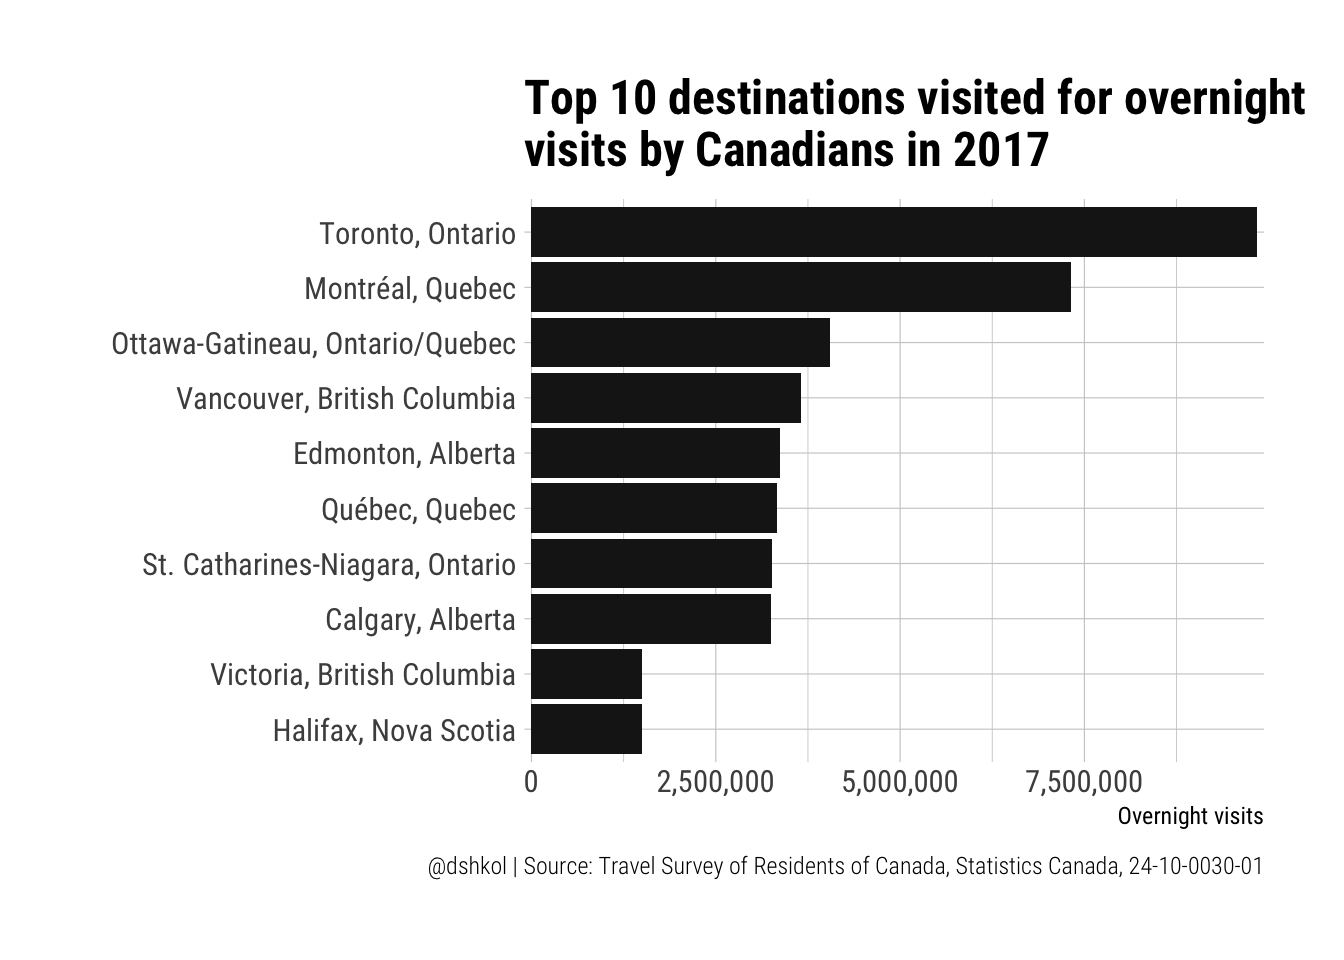 Top 10 destinations visited for overnight
visits by Canadians in 2017
Toronto, Ontario
Montréal, Quebec
Ottawa-Gatineau, Ontario/Quebec
Vancouver, British Columbia
Edmonton, Alberta
Québec, Quebec
St. Catharines-Niagara, Ontario
Calgary, Alberta
Victoria, British Columbia
Halifax, Nova Scotia
0 2,500,000 5,000,000 7,500,000
Overnight visits
@dshkol | Source: Travel Survey of Residents of Canada, Statistics Canada, 24-10-0030-01